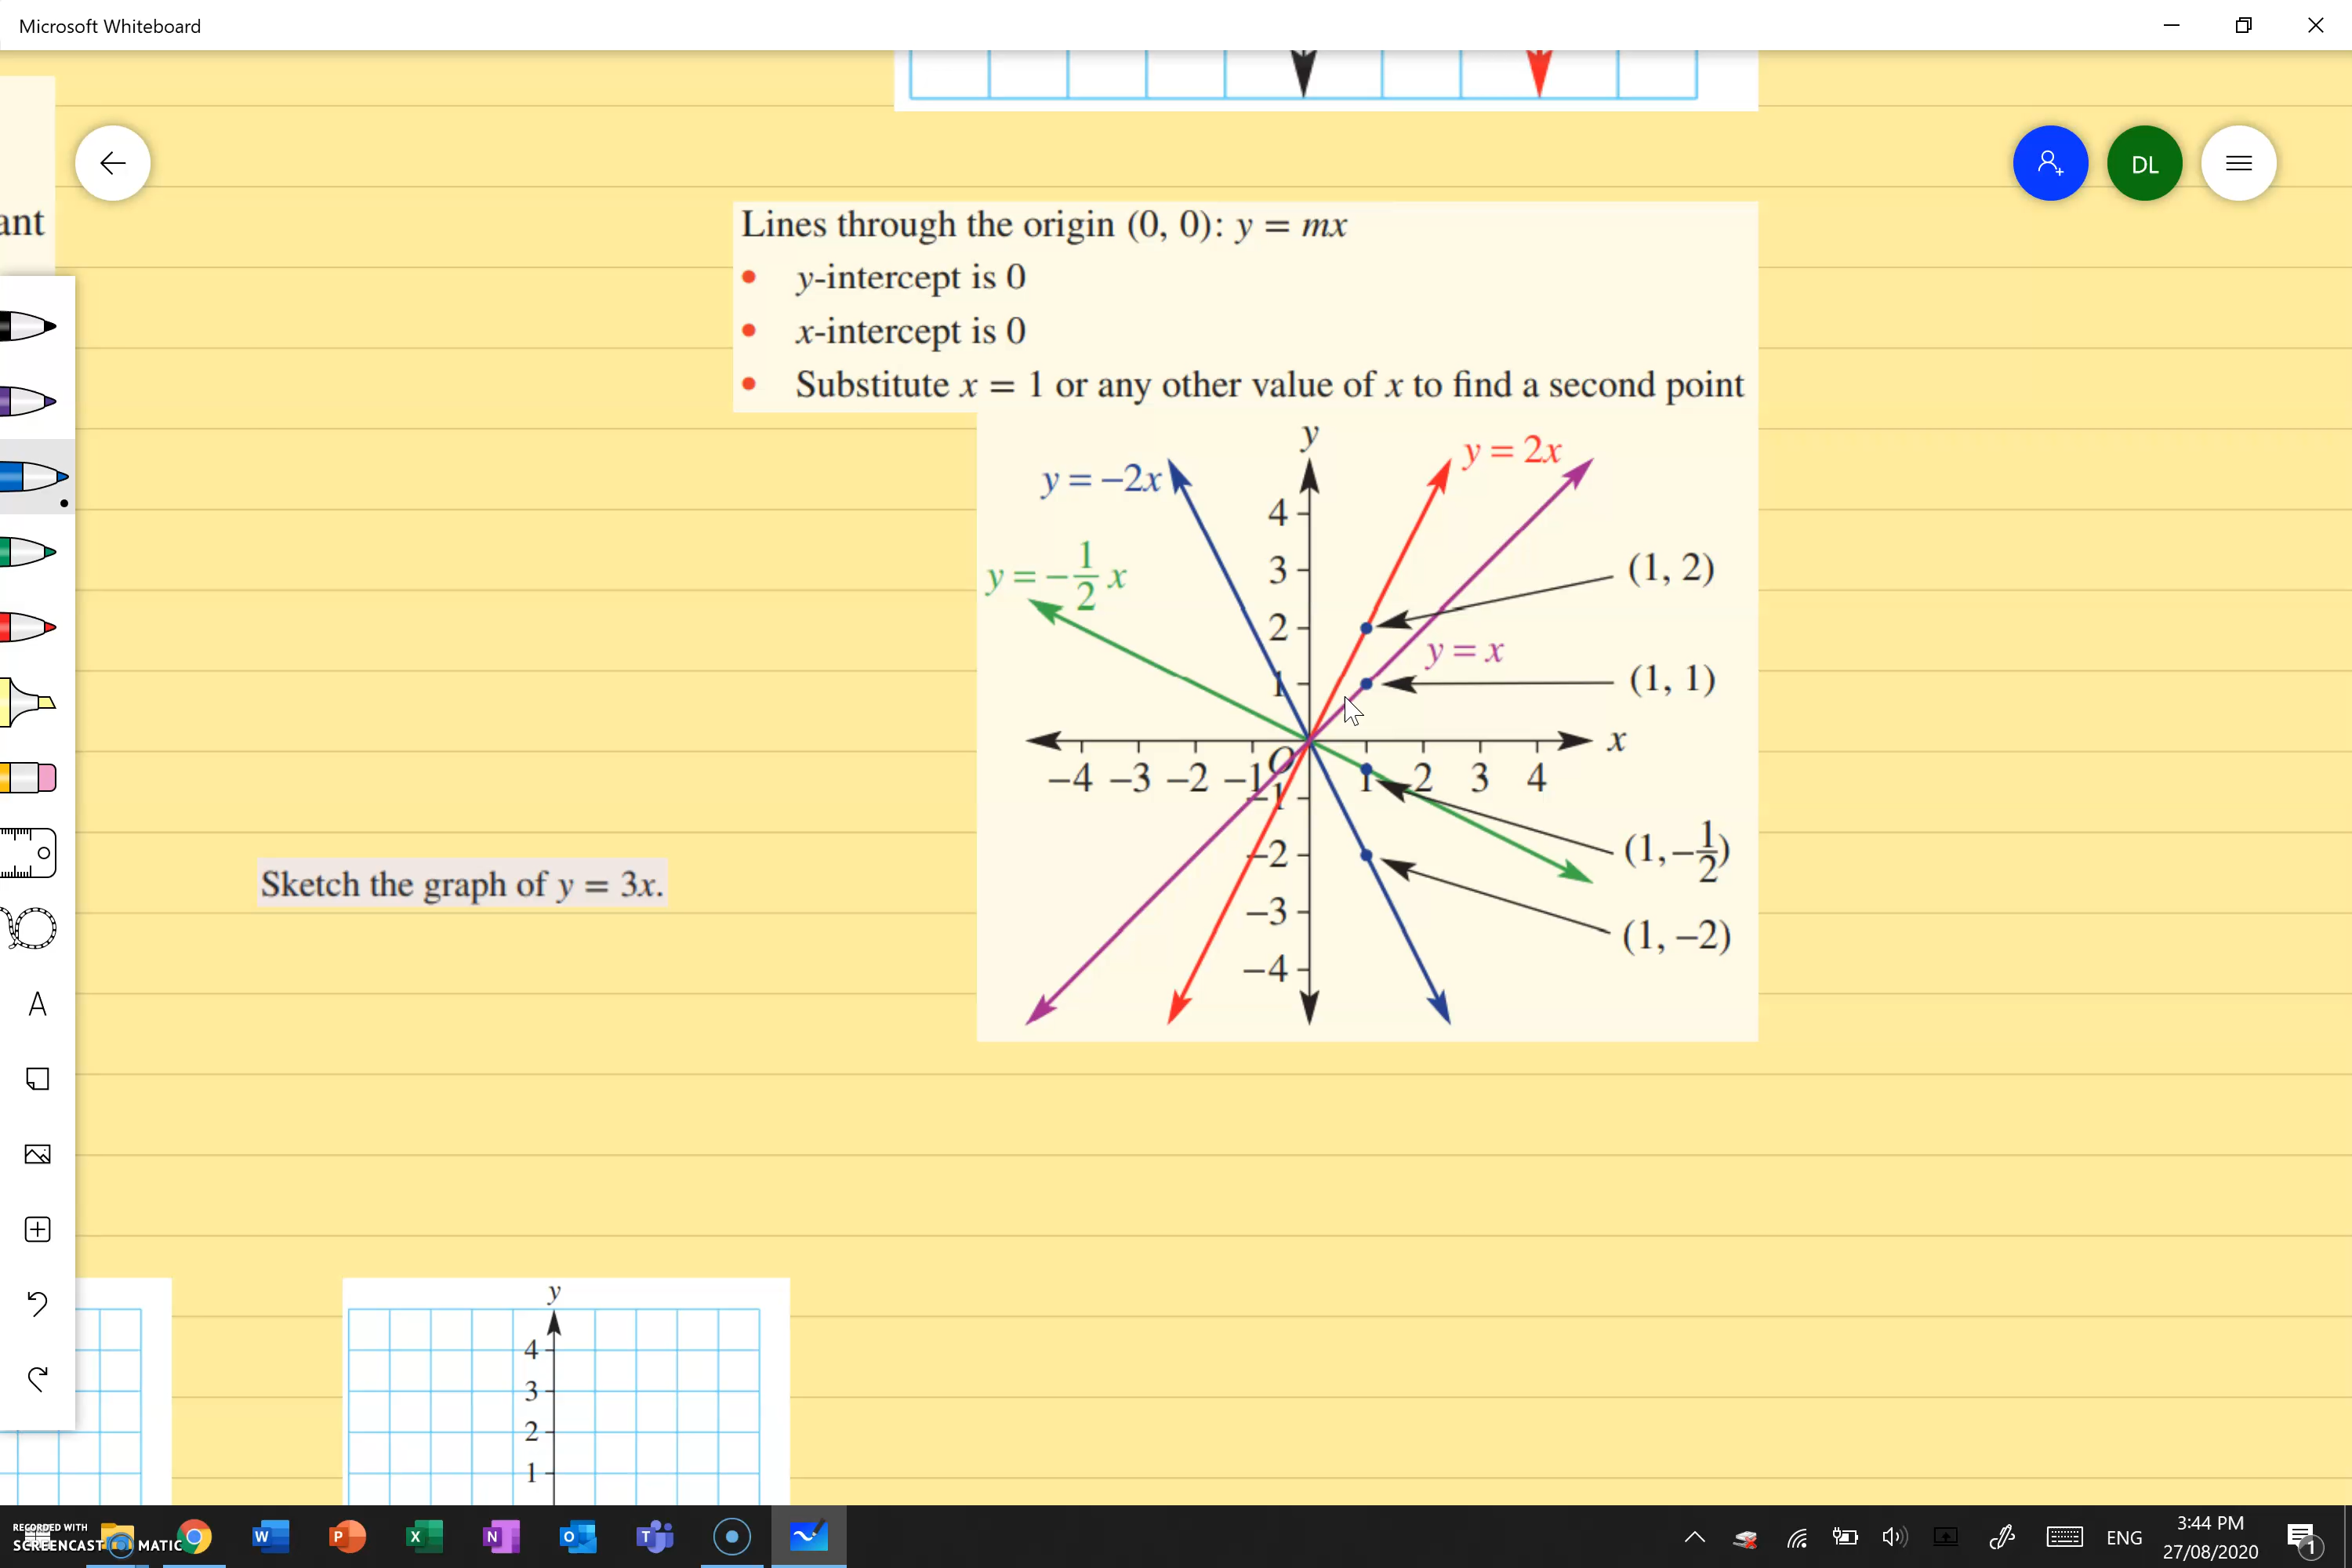 Microsoft Whiteboard
ant
DL
Lines through the origin (0, 0): y = mx
• y-intercept is 0
• x-intercept is 0
• Substitute x = 1 or any other value of x to find a second point
y
y = 2x
y = −2x
4
y = −1/2 x
3
(1, 2)
2
y = x
1
(1, 1)
x
O
−4 −3 −2 −1 1 2 3 4
−1
−2
(1, −1/2)
−3
(1, −2)
−4
Sketch the graph of y = 3x.
A
y
4
3
2
1
RECORDED WITH
SCREENCAST MATIC
W
P
X
N
O
T
ENG
3:44 PM
27/08/2020
1